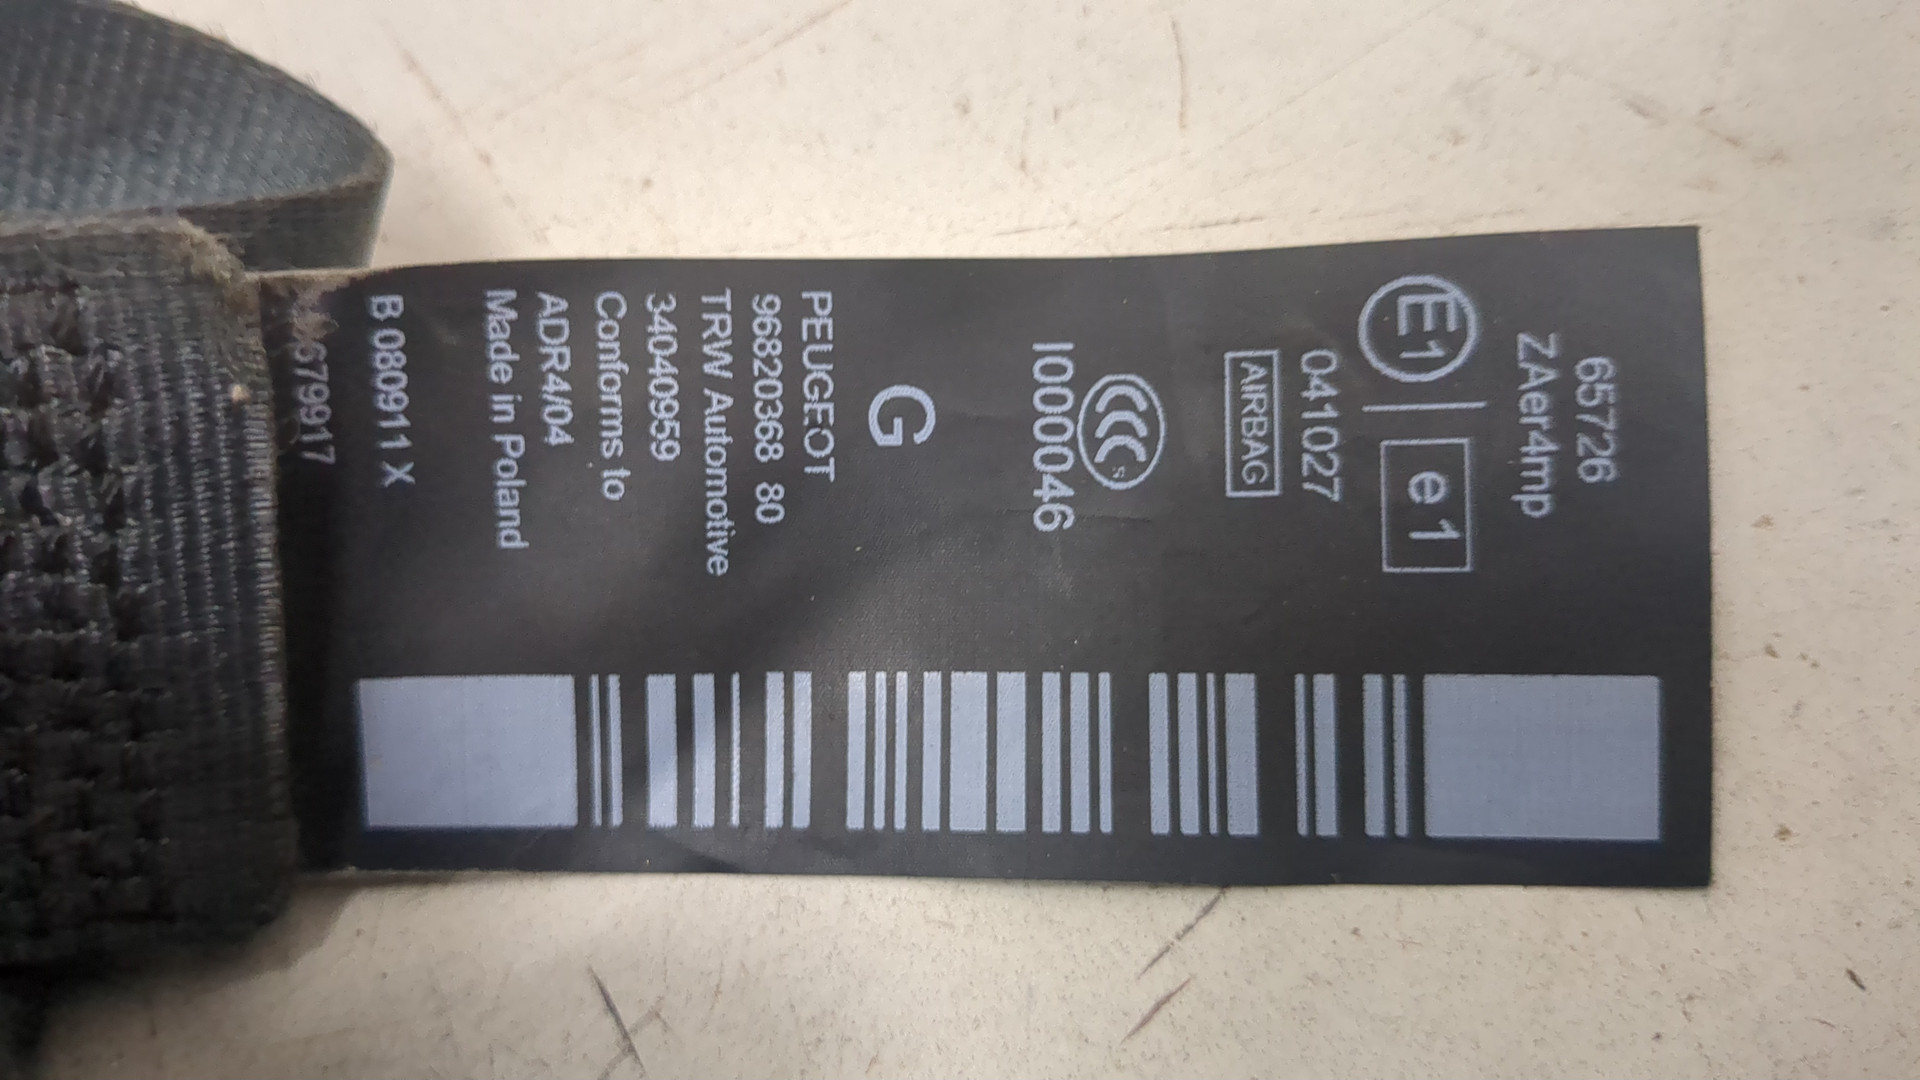 65726
ZAer4mp
E1 e1
041027
AIRBAG
CCC S
I000046
G
PEUGEOT
96820368 80
TRW Automotive
34040959
Conforms to
ADR4/04
Made in Poland
B 080911 X